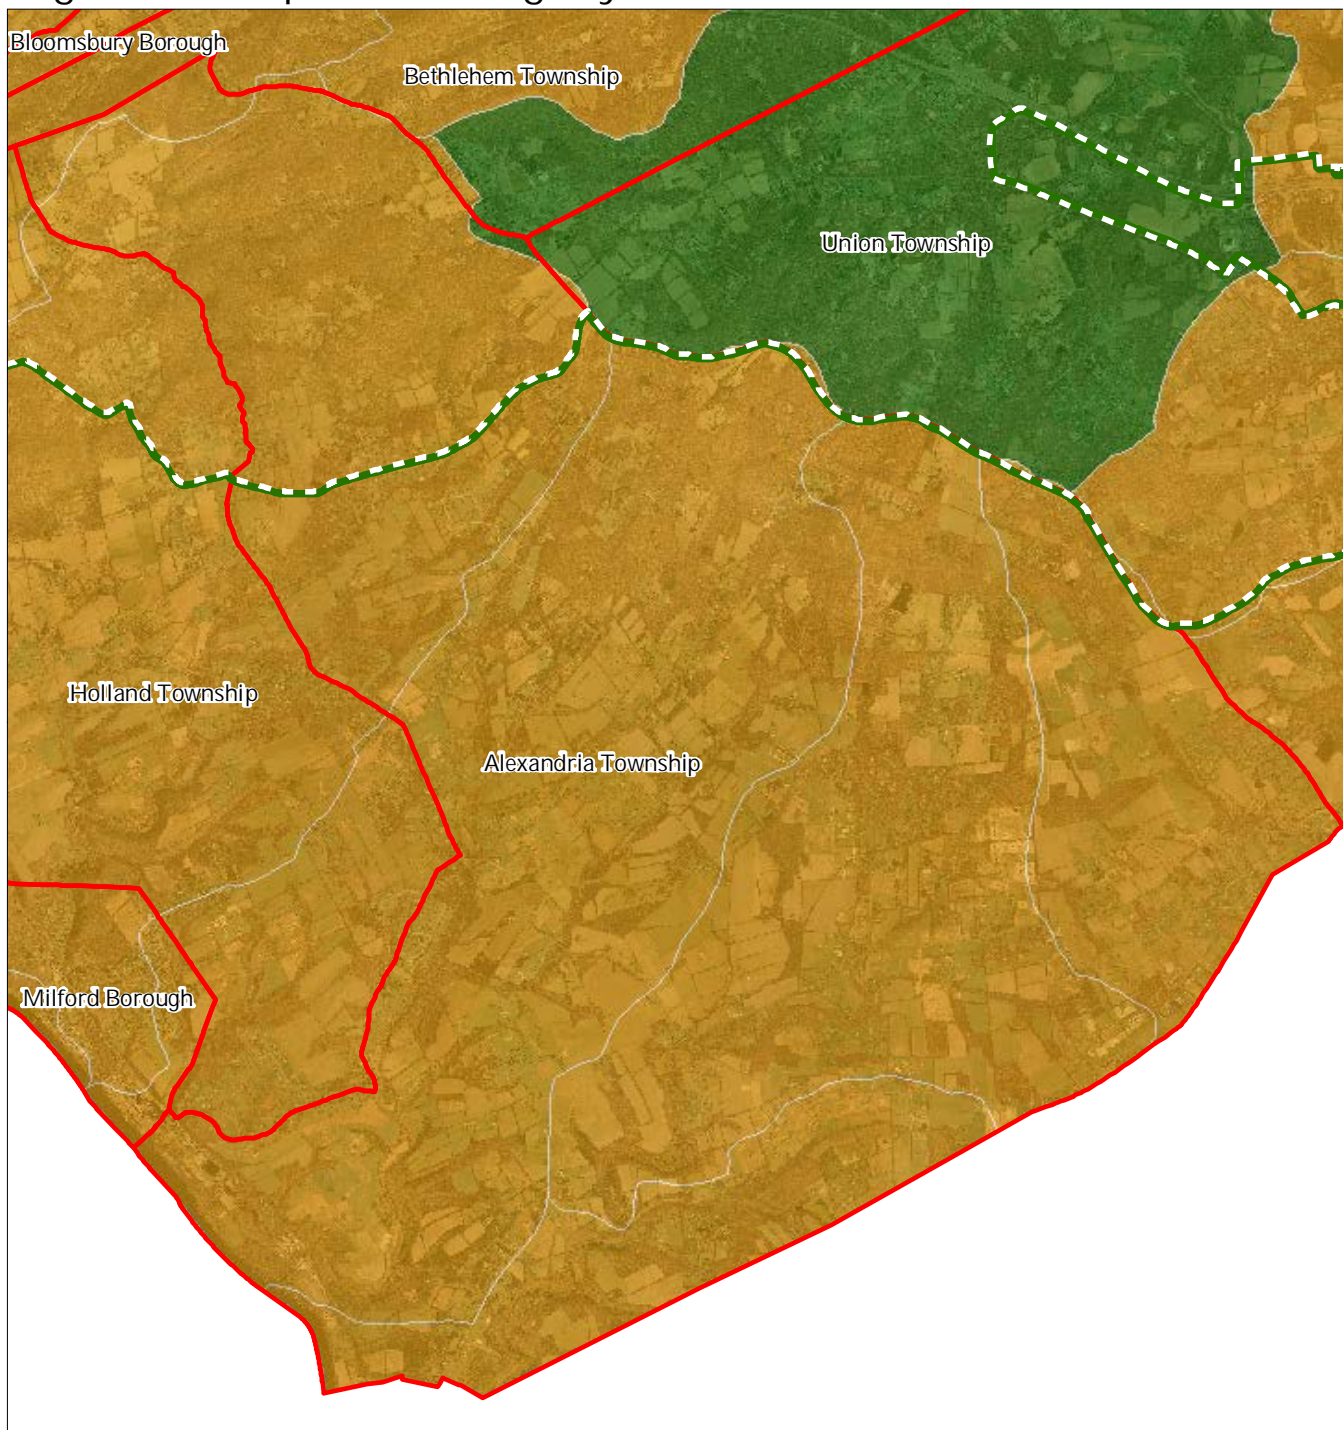 Bloomsbury Borough
Bethlehem Township
Union Township
Holland Township
Alexandria Township
Milford Borough